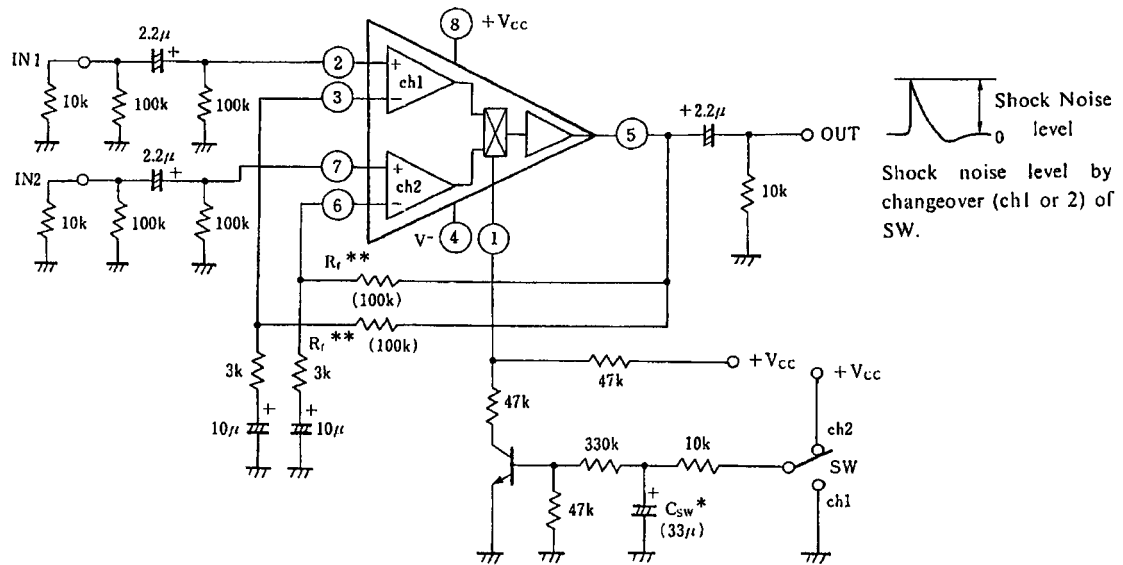 IN1
2.2μ
+
2
+
ch1
8
+VCC
3
−
10k
100k
100k
IN2
2.2μ
+
7
+
ch2
6
−
10k
100k
100k
V-
4
1
5
+2.2μ
OUT
10k
Shock Noise
level
0
Shock noise level by
changeover (ch1 or 2) of
SW.
Rf**
(100k)
Rf**
(100k)
3k
3k
+
+
10μ
10μ
47k
+VCC
47k
+VCC
ch2
330k
10k
SW
ch1
47k
+
CSW*
(33μ)